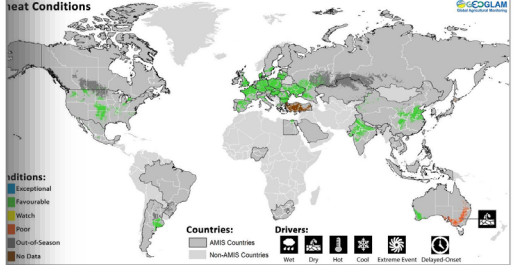 heat Conditions
GEOGLAM
Global Agricultural Monitoring
nditions:
Exceptional
Favourable
Watch
Poor
Out-of-Season
No Data
Countries:
AMIS Countries
Non-AMIS Countries
Drivers:
Wet Dry Hot Cool Extreme Event Delayed-Onset